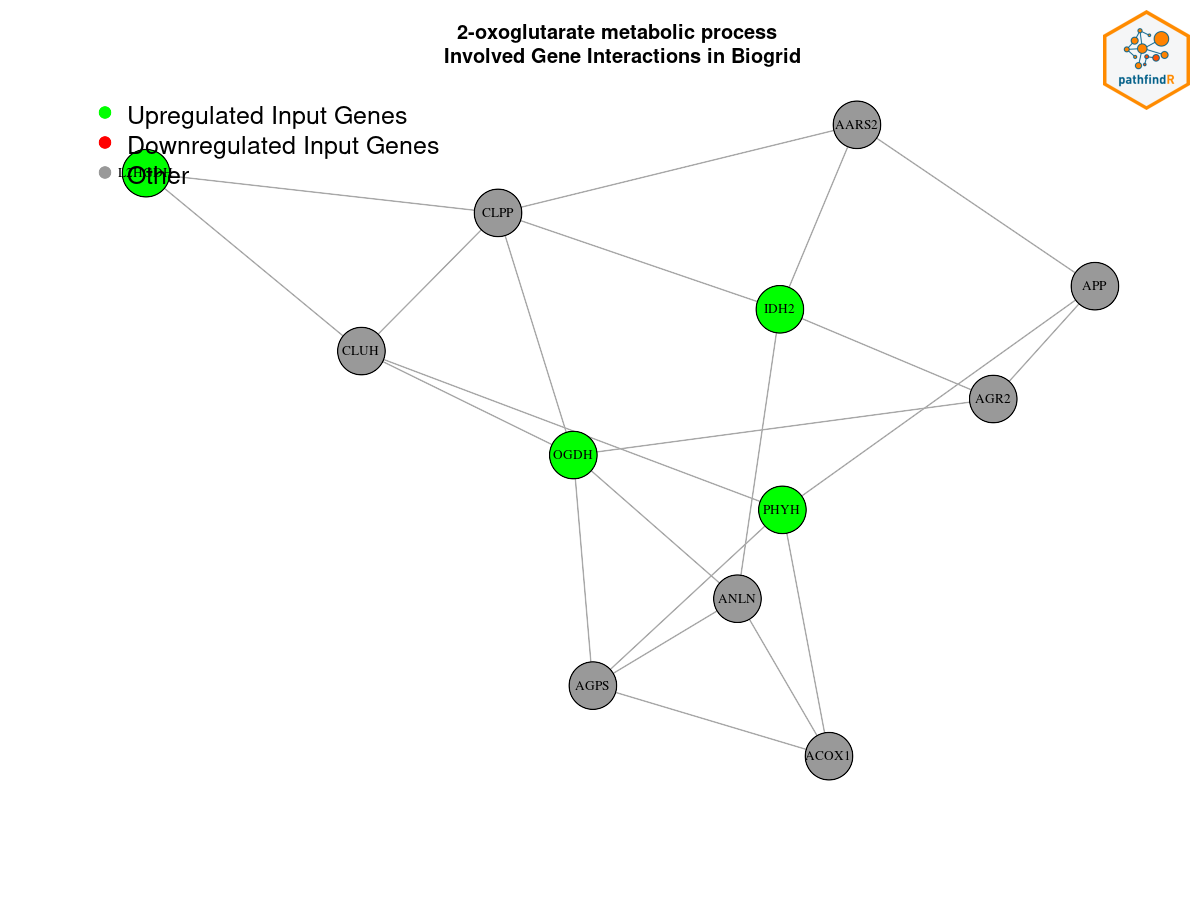 2-oxoglutarate metabolic process
Involved Gene Interactions in Biogrid
pathfindR
Upregulated Input Genes
Downregulated Input Genes
Other
AARS2
CLPP
APP
IDH2
CLUH
AGR2
OGDH
PHYH
ANLN
AGPS
ACOX1